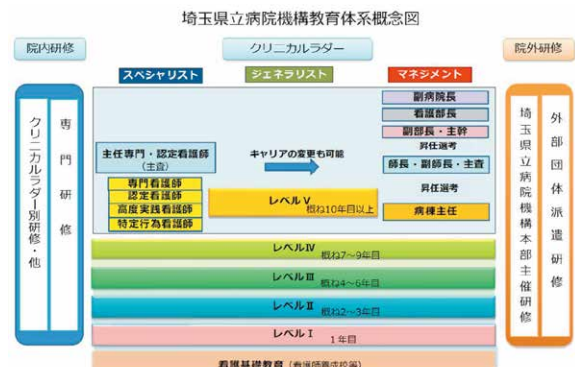 埼玉県立病院機構教育体系概念図
院内研修
クリニカルラダー
院外研修
スペシャリスト
ジェネラリスト
マネジメント
副病院長
看護部長
副部長・主幹
昇任選考
師長・副師長・主査
昇任選考
病棟主任
主任専門・認定看護師
(主査)
キャリアの変更も可能
専門看護師
認定看護師
高度実践看護師
特定行為看護師
レベルⅤ
概ね10年目以上
レベルⅣ
概ね7～9年目
レベルⅢ
概ね4～6年目
レベルⅡ
概ね2～3年目
レベルⅠ
1年目
看護基礎教育(看護師養成校等)
専門研修
クリニカルラダー別研修・他
外部団体派遣研修
埼玉県立病院機構本部主催研修